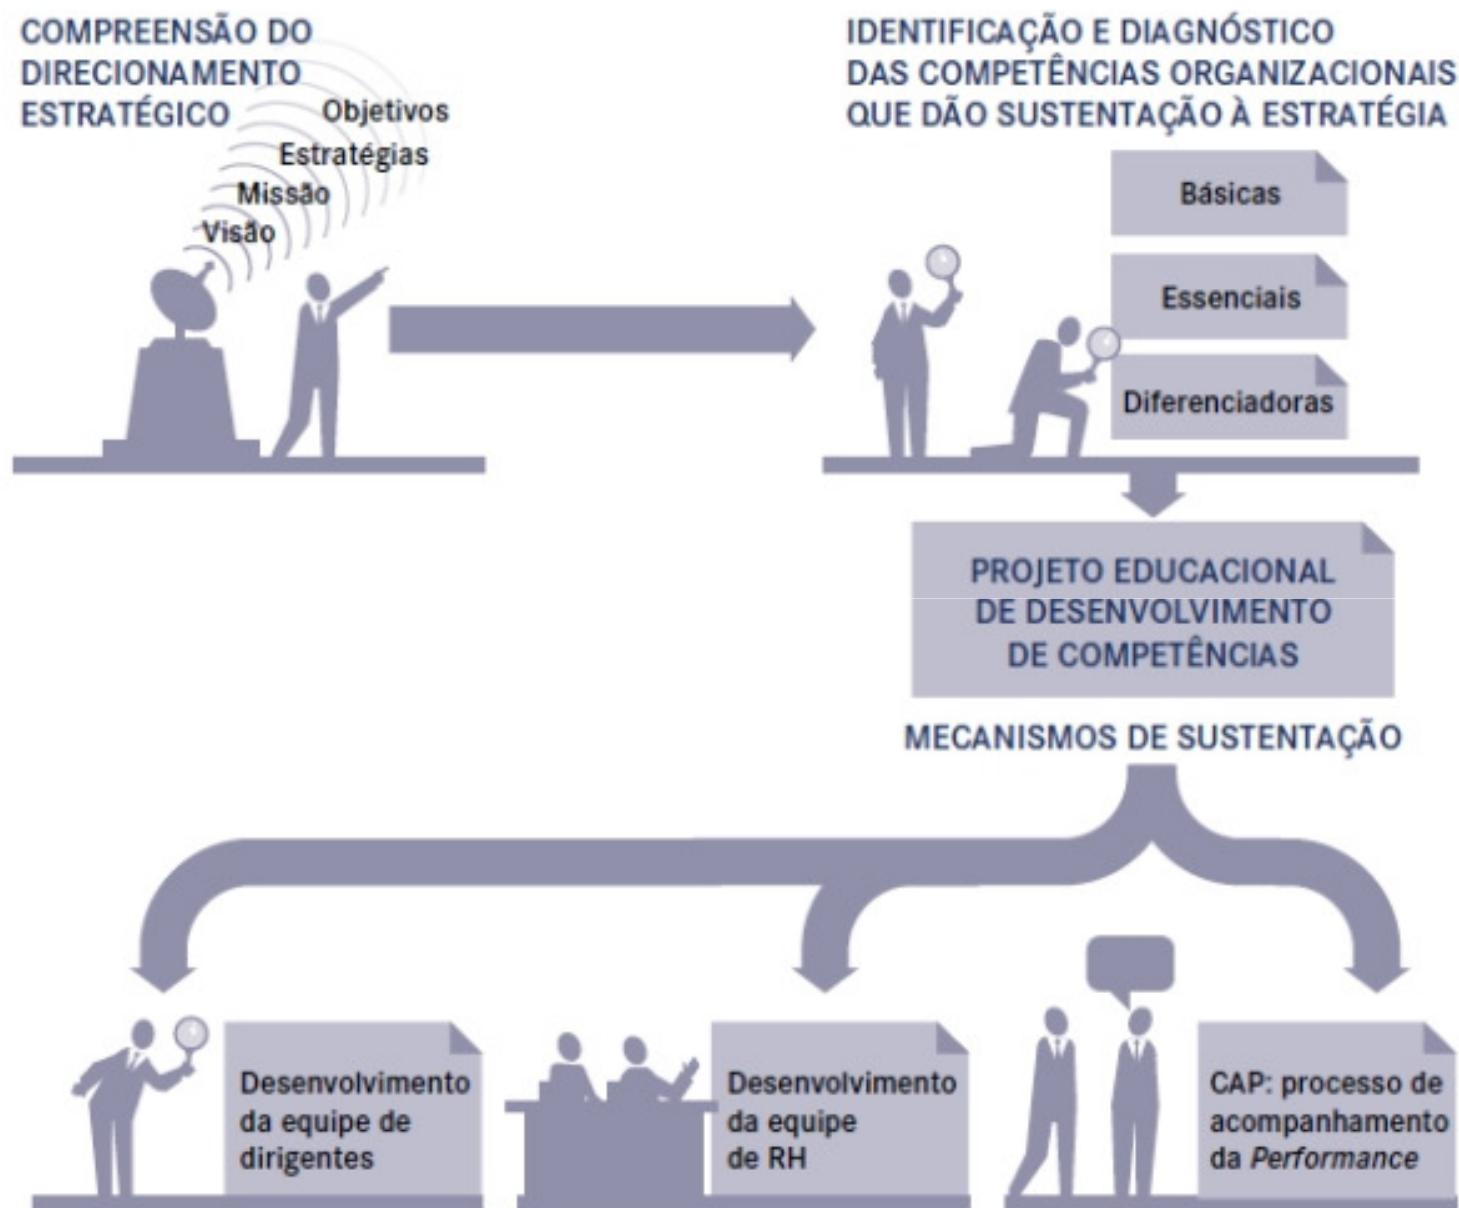 COMPREENSÃO DO
DIRECIONAMENTO
ESTRATÉGICO
Objetivos
Estratégias
Missão
Visão
IDENTIFICAÇÃO E DIAGNÓSTICO
DAS COMPETÊNCIAS ORGANIZACIONAIS
QUE DÃO SUSTENTAÇÃO À ESTRATÉGIA
Básicas
Essenciais
Diferenciadoras
PROJETO EDUCACIONAL
DE DESENVOLVIMENTO
DE COMPETÊNCIAS
MECANISMOS DE SUSTENTAÇÃO
Desenvolvimento
da equipe de
dirigentes
Desenvolvimento
da equipe
de RH
CAP: processo de
acompanhamento
da Performance